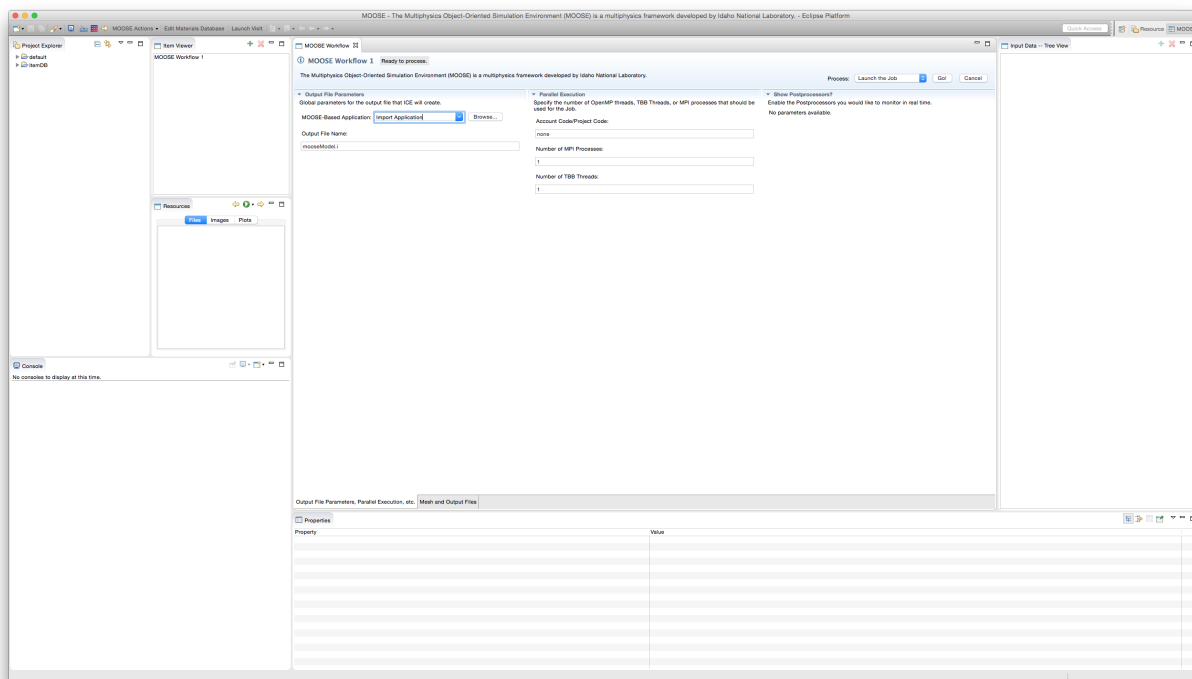 MOOSE - The Multiphysics Object-Oriented Simulation Environment (MOOSE) is a multiphysics framework developed by Idaho National Laboratory. - Eclipse Platform
MOOSE Actions Edit Materials Database Launch VisIt Quick Access Resource MOOSE
Project Explorer
default
itemDB
Item Viewer
MOOSE Workflow 1
Resources
Files Images Plots
Console
No consoles to display at this time.
MOOSE Workflow
MOOSE Workflow 1 Ready to process.
The Multiphysics Object-Oriented Simulation Environment (MOOSE) is a multiphysics framework developed by Idaho National Laboratory.
Process: Launch the Job Go! Cancel
Output File Parameters
Global parameters for the output file that ICE will create.
MOOSE-Based Application: Import Application Browse...
Output File Name:
mooseModel.i
Parallel Execution
Specify the number of OpenMP threads, TBB Threads, or MPI processes that should be
used for the Job.
Account Code/Project Code:
none
Number of MPI Processes:
1
Number of TBB Threads:
1
Show Postprocessors?
Enable the Postprocessors you would like to monitor in real time.
No parameters available.
Output File Parameters, Parallel Execution, etc. Mesh and Output Files
Input Data -- Tree View
Properties
Property Value